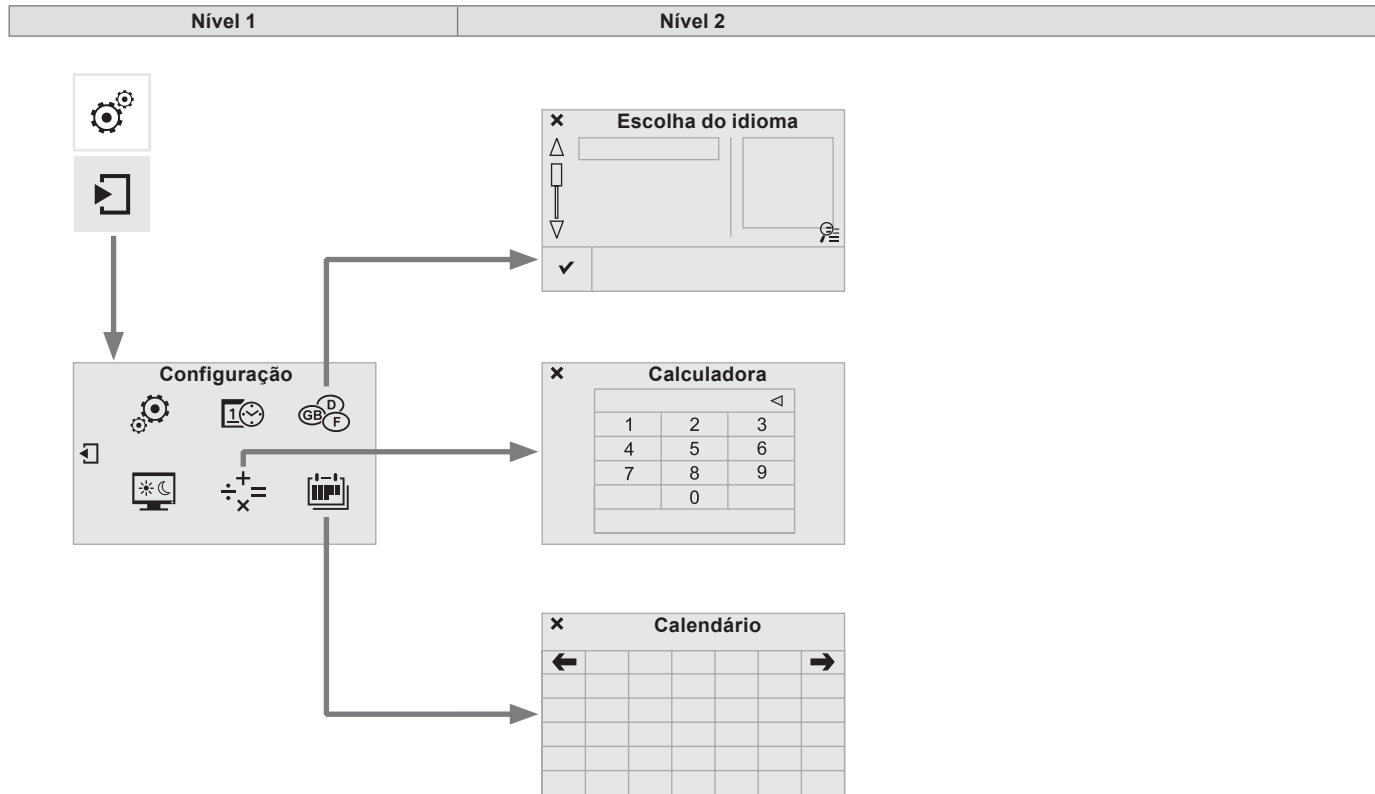 Nível 1 Nível 2
Escolha do idioma
Configuração
1 GB D F
÷ + × =
Calculadora
1 2 3
4 5 6
7 8 9
0
Calendário